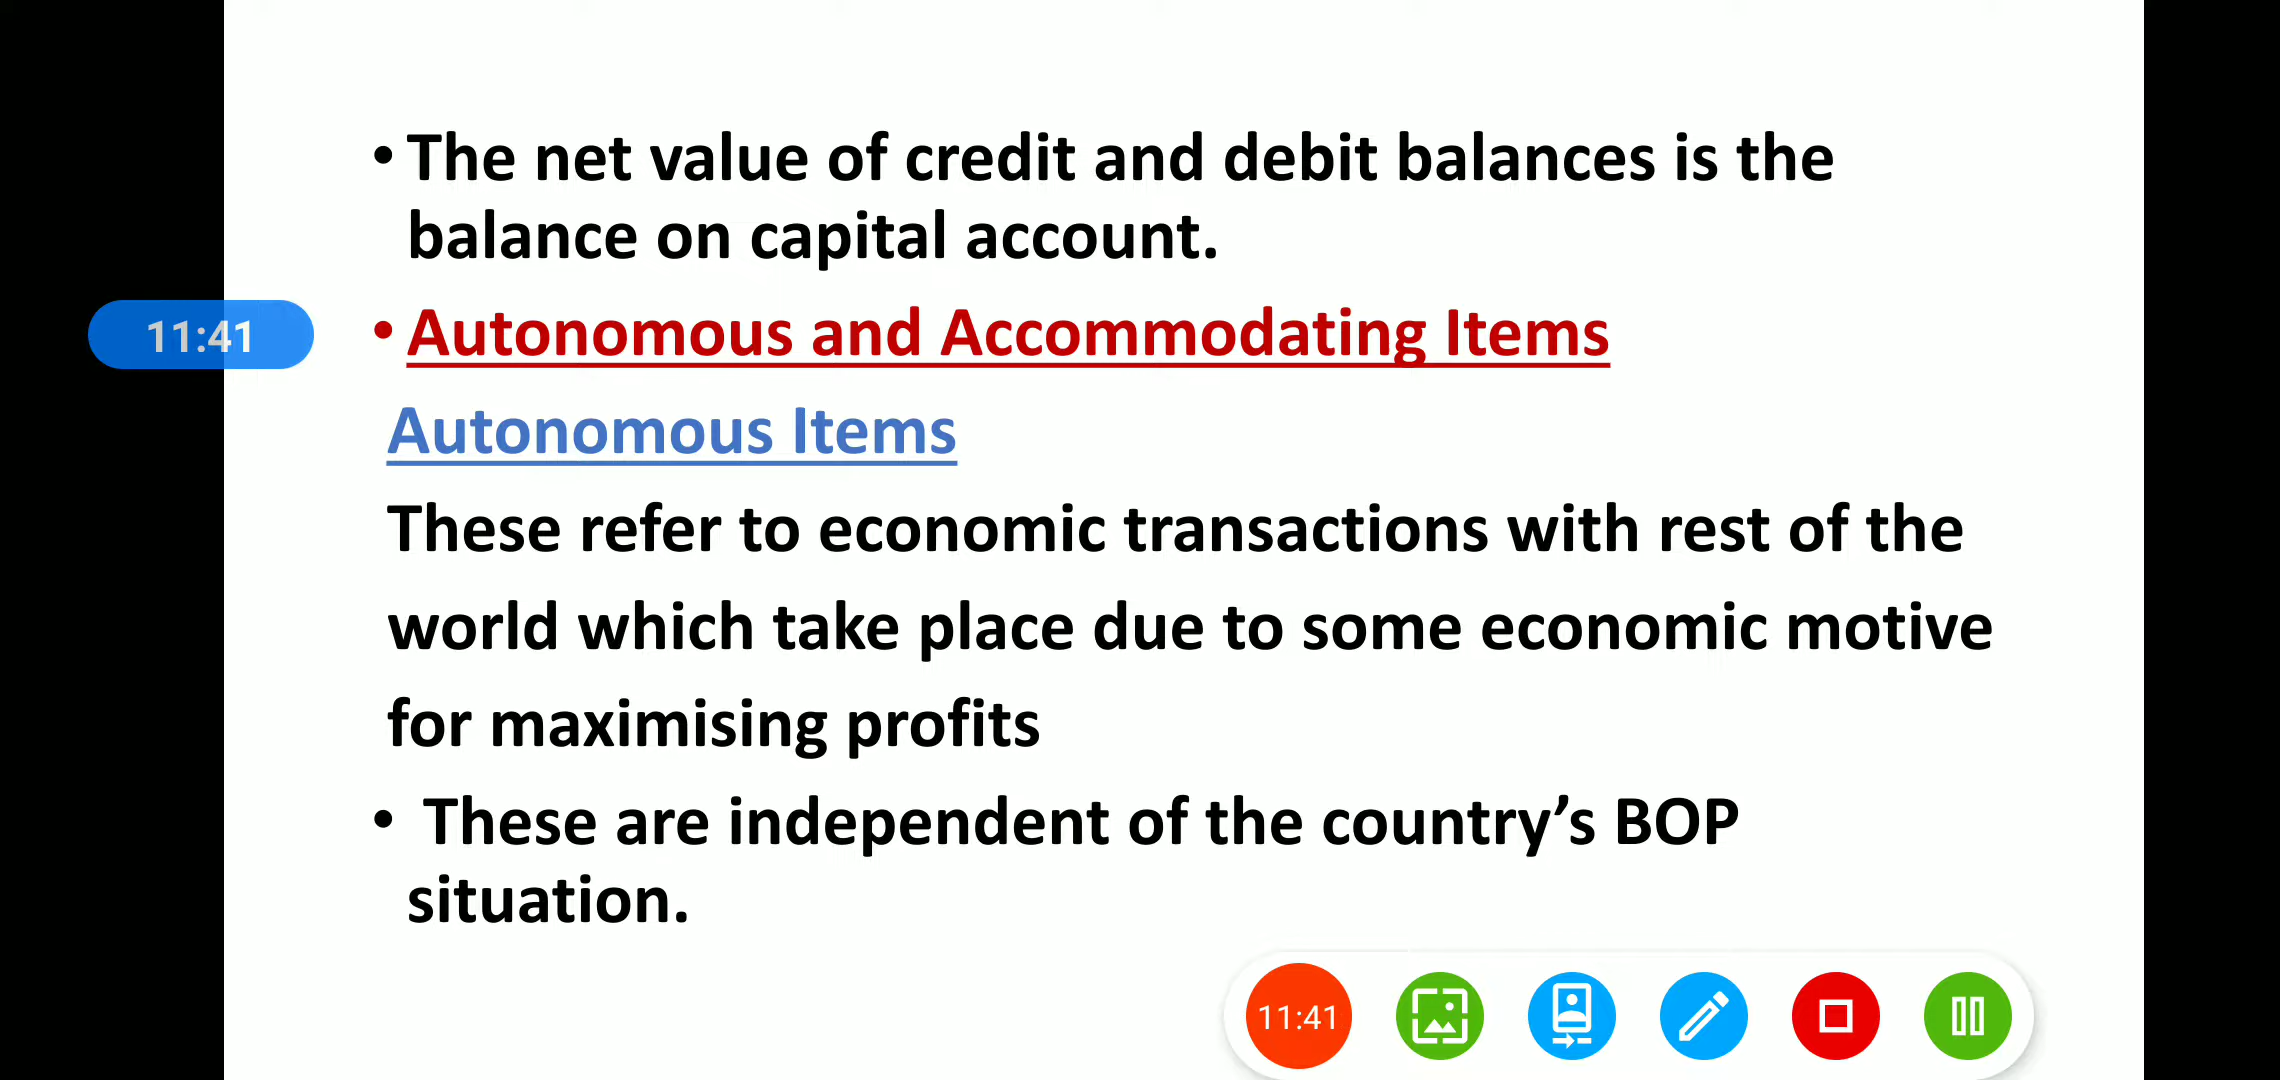 • The net value of credit and debit balances is the
balance on capital account.
11:41
• Autonomous and Accommodating Items
Autonomous Items
These refer to economic transactions with rest of the
world which take place due to some economic motive
for maximising profits
• These are independent of the country’s BOP
situation.
11:41